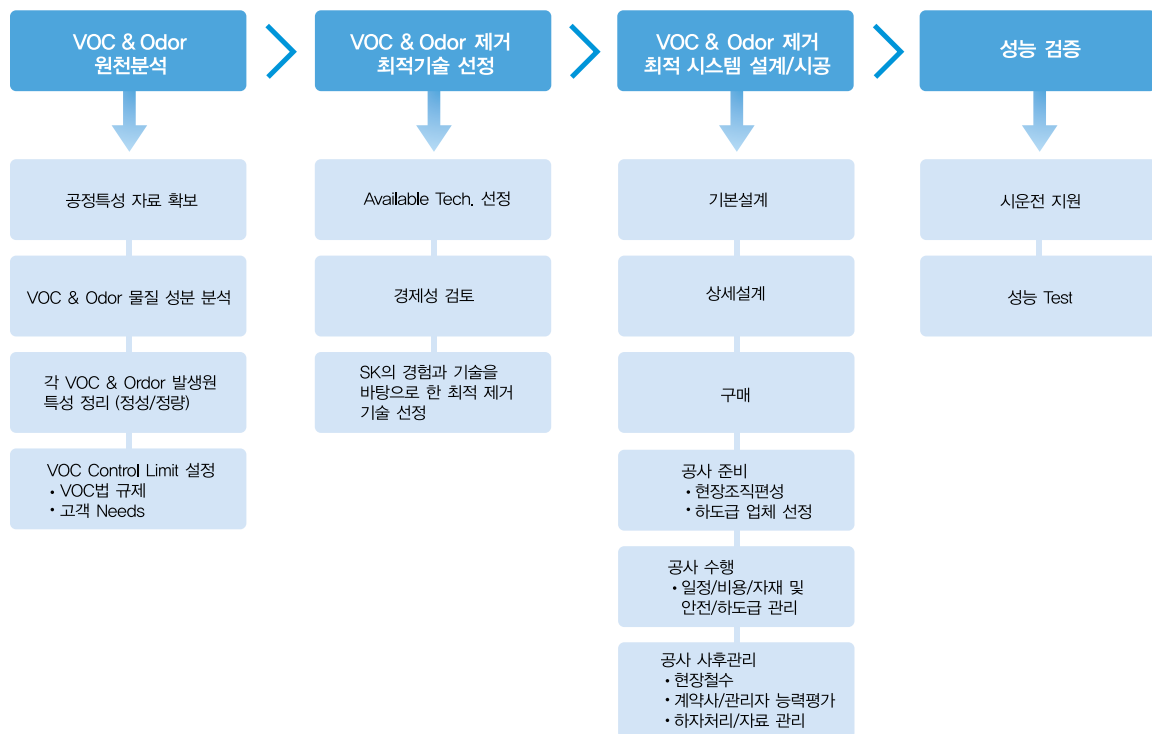 VOC & Odor
원천분석
VOC & Odor 제거
최적기술 선정
VOC & Odor 제거
최적 시스템 설계/시공
성능 검증
공정특성 자료 확보
VOC & Odor 물질 성분 분석
각 VOC & Ordor 발생원
특성 정리 (정성/정량)
VOC Control Limit 설정
• VOC법 규제
• 고객 Needs
Available Tech. 선정
경제성 검토
SK의 경험과 기술을
바탕으로 한 최적 제거
기술 선정
기본설계
상세설계
구매
공사 준비
• 현장조직편성
• 하도급 업체 선정
공사 수행
• 일정/비용/자재 및
안전/하도급 관리
공사 사후관리
• 현장철수
• 계약사/관리자 능력평가
• 하자처리/자료 관리
시운전 지원
성능 Test